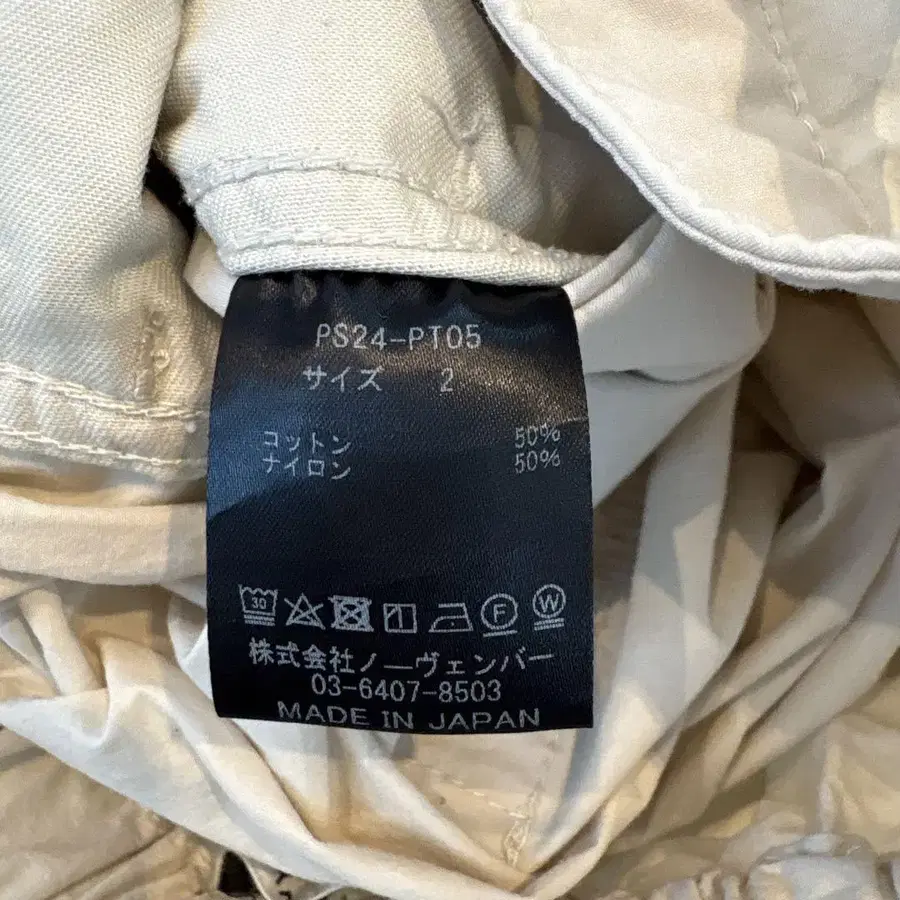 PS24-PT05
サイズ 2
コットン 50%
ナイロン 50%
30 F W
株式会社ノーヴェンバー
03-6407-8503
MADE IN JAPAN